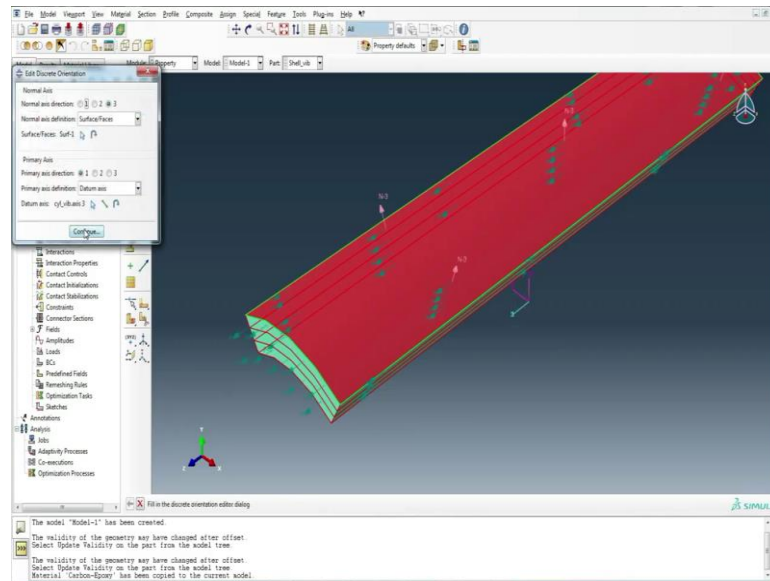 File Model Viewport View Material Section Profile Composite Assign Special Feature Tools Plug-ins Help
All
Property defaults
Module: Property Model: Model-1 Part: Shell_vib
Edit Discrete Orientation
Normal Axis
Normal axis direction: 1 2 3
Normal axis definition: Surface/Faces
Surface/Faces: Surf-1
Primary Axis
Primary axis direction: 1 2 3
Primary axis definition: Datum axis
Datum axis: cyl_vib.axis 3
Continue...
Interactions
Interaction Properties
Contact Controls
Contact Initializations
Contact Stabilizations
Constraints
Connector Sections
Fields
Amplitudes
Loads
BCs
Predefined Fields
Remeshing Rules
Optimization Tasks
Sketches
Annotations
Analysis
Jobs
Adaptivity Processes
Co-executions
Optimization Processes
N-3
N-3
N-3
3
Y
Z
X
Fill in the discrete orientation editor dialog
SIMUL
The model "Model-1" has been created.
The validity of the geometry may have changed after offset.
Select Update Validity on the part from the model tree.
The validity of the geometry may have changed after offset.
Select Update Validity on the part from the model tree.
Material 'Carbon-Epoxy' has been copied to the current model.